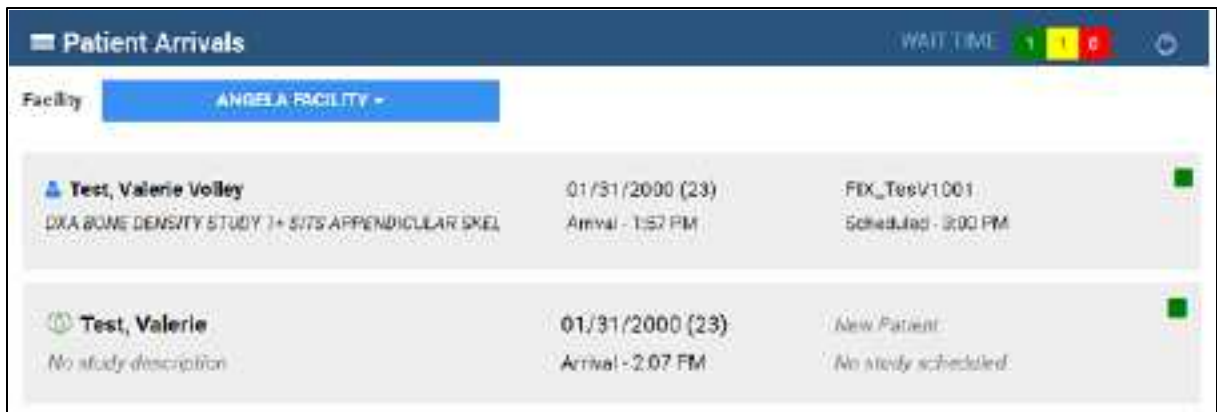 Patient Arrivals
WAIT TIME 1 1 0
Facility ANGELA FACILITY
Test, Valerie Volley 01/31/2000 (23) FIX_TesV1001
DXA BONE DENSITY STUDY 1+ SITS APPENDICULAR SKEL Arrival - 1:57 PM Scheduled - 3:00 PM
Test, Valerie 01/31/2000 (23) New Patient
No study description Arrival - 2:07 PM No study scheduled